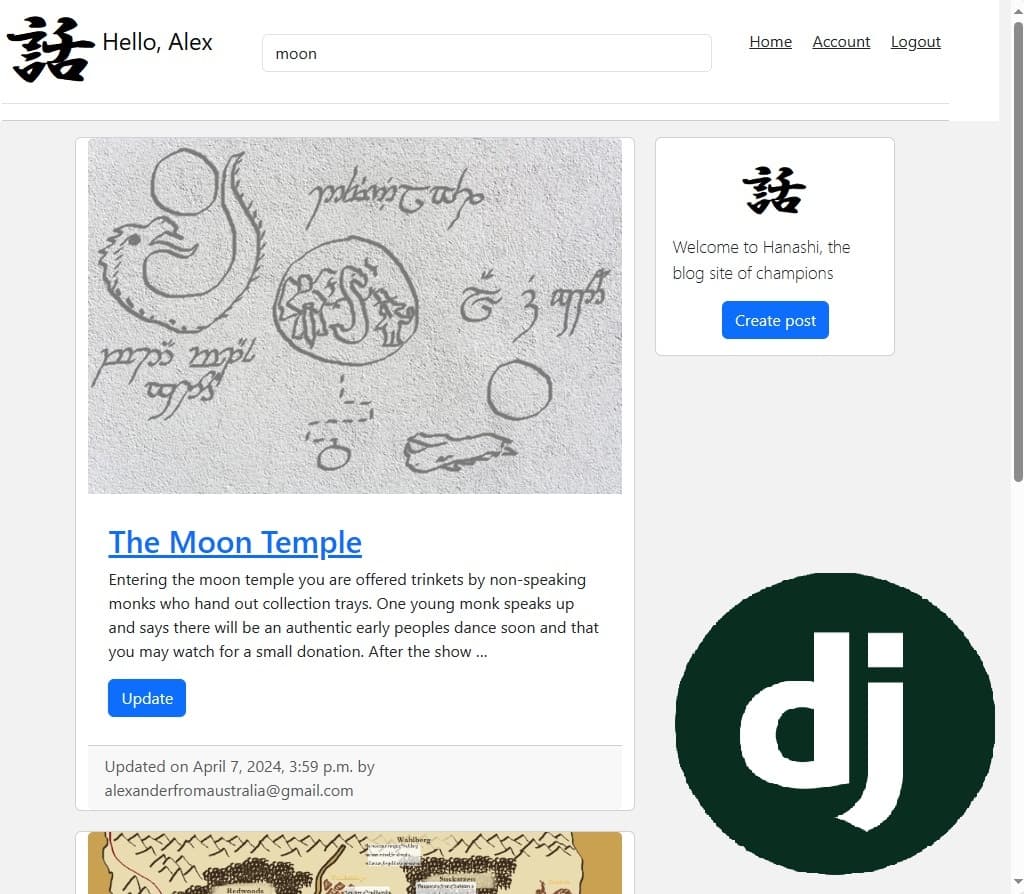 話 Hello, Alex
moon
Home Account Logout
The Moon Temple
Entering the moon temple you are offered trinkets by non-speaking
monks who hand out collection trays. One young monk speaks up
and says there will be an authentic early peoples dance soon and that
you may watch for a small donation. After the show ...
Update
Updated on April 7, 2024, 3:59 p.m. by
alexanderfromaustralia@gmail.com
Wahlberg
Redwoods
話
Welcome to Hanashi, the
blog site of champions
Create post
dj